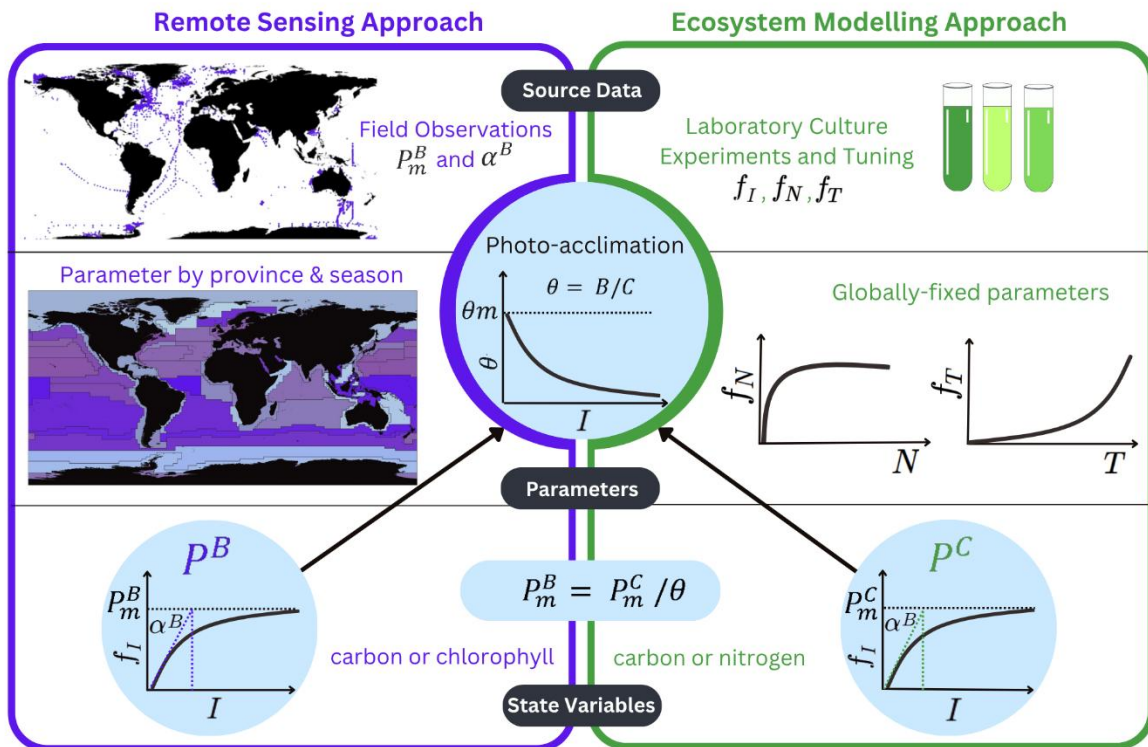 Remote Sensing Approach
Ecosystem Modelling Approach
Source Data
Field Observations
P_m^B and α^B
Laboratory Culture
Experiments and Tuning
f_I, f_N, f_T
Photo-acclimation
θ = B/C
θm
θ
I
Parameter by province & season
Globally-fixed parameters
f_N
N
f_T
T
Parameters
P^B
P_m^B
α^B
f_I
I
P_m^B = P_m^C /θ
carbon or chlorophyll
carbon or nitrogen
P^C
P_m^C
α^B
f_I
I
State Variables